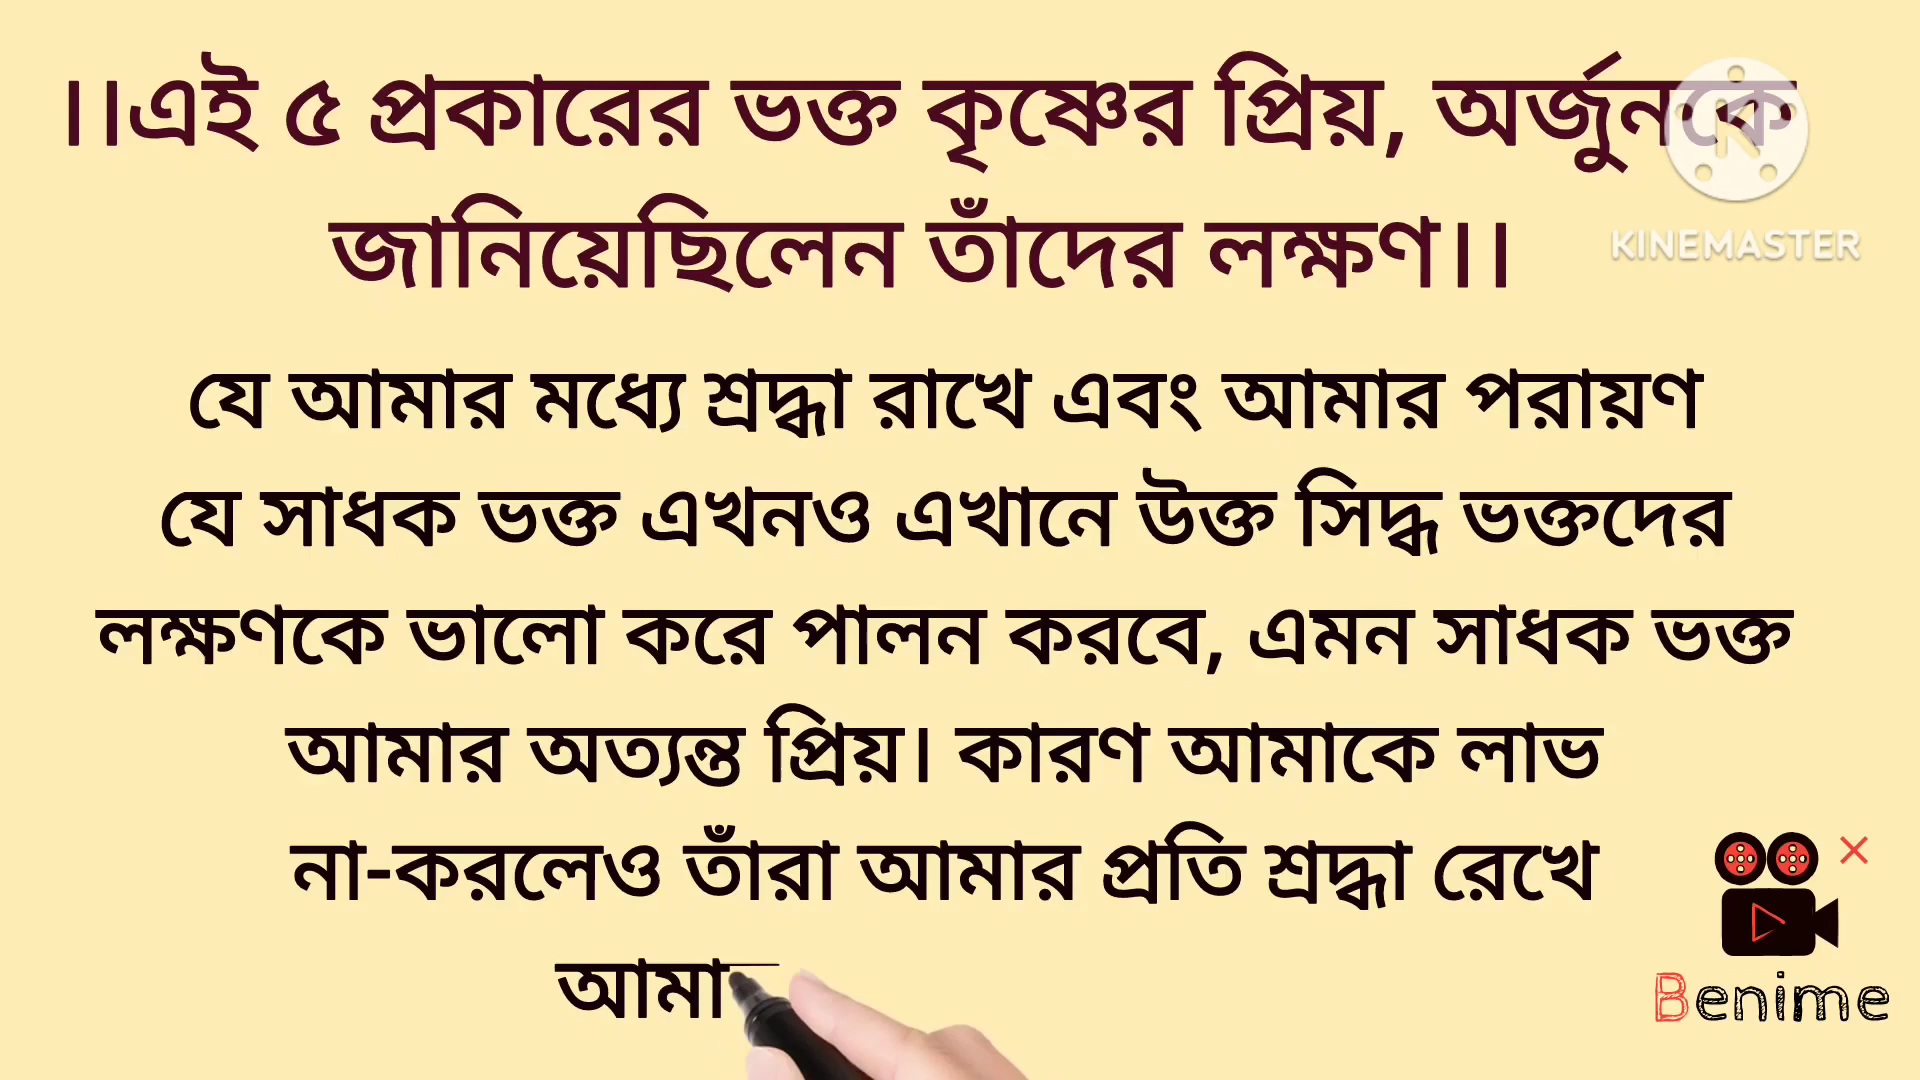 ।।এই ৫ প্রকারের ভক্ত কৃষ্ণের প্রিয়, অর্জুনকে
জানিয়েছিলেন তাঁদের লক্ষণ।।
KINEMASTER
যে আমার মধ্যে শ্রদ্ধা রাখে এবং আমার পরায়ণ
যে সাধক ভক্ত এখনও এখানে উক্ত সিদ্ধ ভক্তদের
লক্ষণকে ভালো করে পালন করবে, এমন সাধক ভক্ত
আমার অত্যন্ত প্রিয়। কারণ আমাকে লাভ
না-করলেও তাঁরা আমার প্রতি শ্রদ্ধা রেখে
আমা
Benime